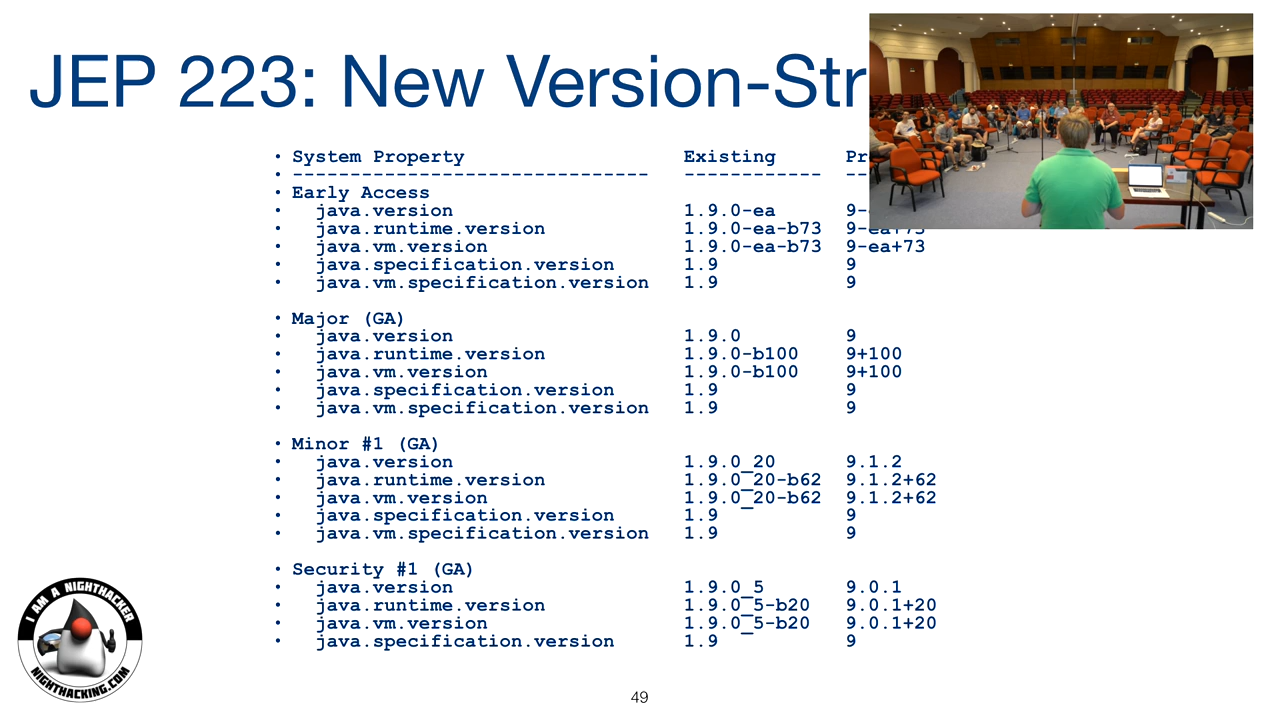 JEP 223: New Version-Str
• System Property Existing Pr
• ------------------------------- ------------ --
• Early Access
• java.version 1.9.0-ea 9-
• java.runtime.version 1.9.0-ea-b73 9-ea+73
• java.vm.version 1.9.0-ea-b73 9-ea+73
• java.specification.version 1.9 9
• java.vm.specification.version 1.9 9
• Major (GA)
• java.version 1.9.0 9
• java.runtime.version 1.9.0-b100 9+100
• java.vm.version 1.9.0-b100 9+100
• java.specification.version 1.9 9
• java.vm.specification.version 1.9 9
• Minor #1 (GA)
• java.version 1.9.0_20 9.1.2
• java.runtime.version 1.9.0_20-b62 9.1.2+62
• java.vm.version 1.9.0_20-b62 9.1.2+62
• java.specification.version 1.9 9
• java.vm.specification.version 1.9 9
• Security #1 (GA)
• java.version 1.9.0_5 9.0.1
• java.runtime.version 1.9.0_5-b20 9.0.1+20
• java.vm.version 1.9.0_5-b20 9.0.1+20
• java.specification.version 1.9 9
I AM A NIGHTHACKER
NIGHTHACKING.COM
49